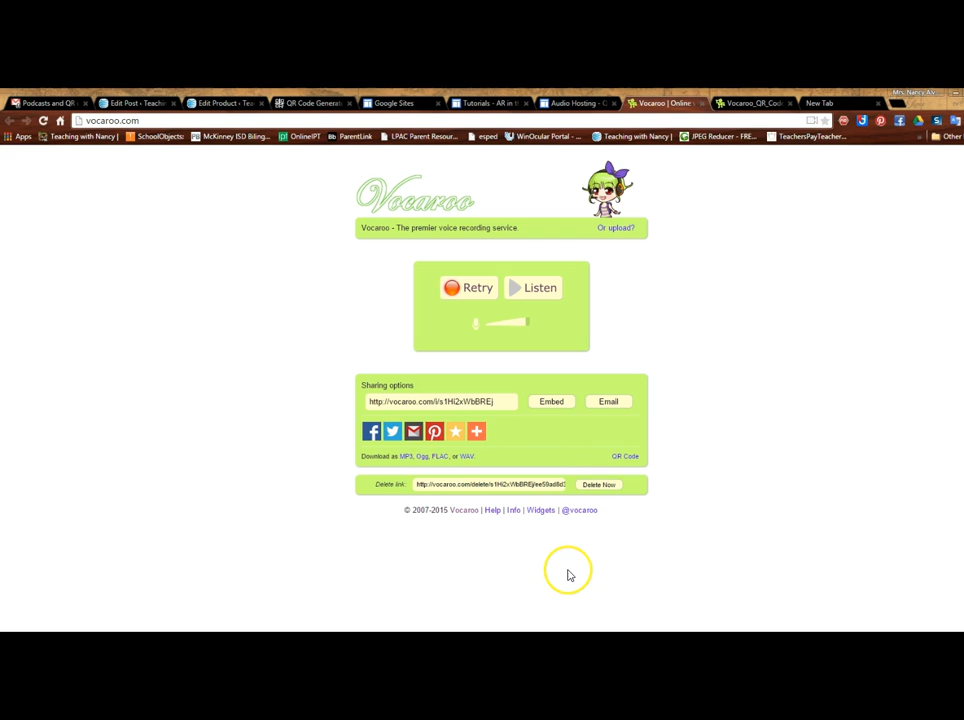 Mrs. Nancy Alv
Podcasts and QR
Edit Post ‹ Teachin
Edit Product ‹ Tea
QR Code Generat
Google Sites
Tutorials - AR in t
Audio Hosting - C
Vocaroo | Online
Vocaroo_QR_Code
New Tab
vocaroo.com
Apps
Teaching with Nancy |
SchoolObjects:
McKinney ISD Biling...
OnlineIPT
ParentLink
LPAC Parent Resour...
esped
WinOcular Portal - ...
Teaching with Nancy |
JPEG Reducer - FRE...
TeachersPayTeacher...
Other
Vocaroo
Vocaroo - The premier voice recording service.
Or upload?
Retry
Listen
Sharing options
http://vocaroo.com/i/s1Hi2xWbBREj
Embed
Email
Download as MP3, Ogg, FLAC, or WAV.
QR Code
Delete link:
http://vocaroo.com/delete/s1Hi2xWbBREj/ee59ad8d3
Delete Now
© 2007-2015 Vocaroo | Help | Info | Widgets | @vocaroo